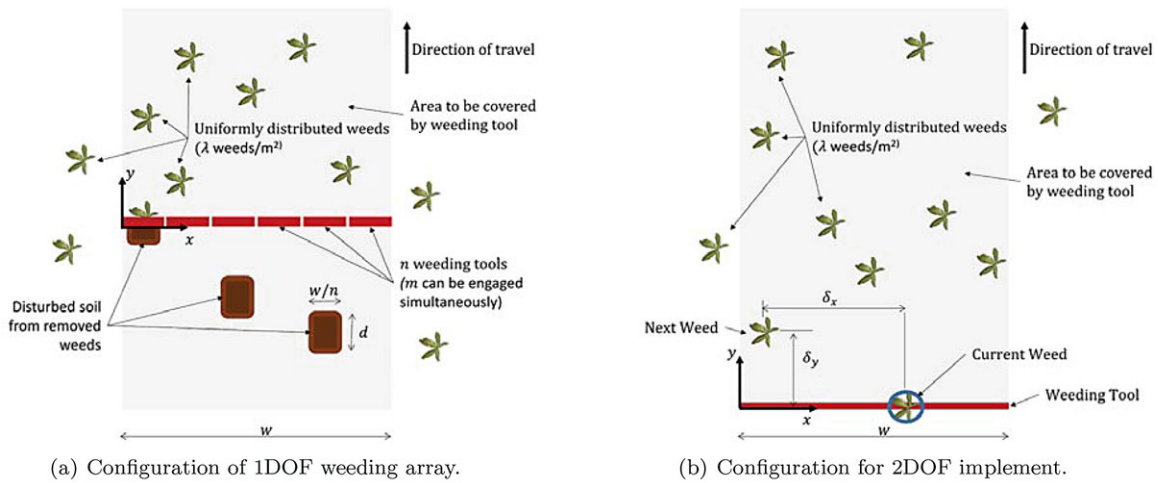 Direction of travel
Area to be covered
by weeding tool
Uniformly distributed weeds
(λ weeds/m²)
y
x
n weeding tools
(m can be engaged
simultaneously)
Disturbed soil
from removed
weeds
w/n
d
w
(a) Configuration of 1DOF weeding array.
Direction of travel
Uniformly distributed weeds
(λ weeds/m²)
Area to be covered
by weeding tool
δx
Next Weed
δy
y
Current Weed
Weeding Tool
x
w
(b) Configuration for 2DOF implement.